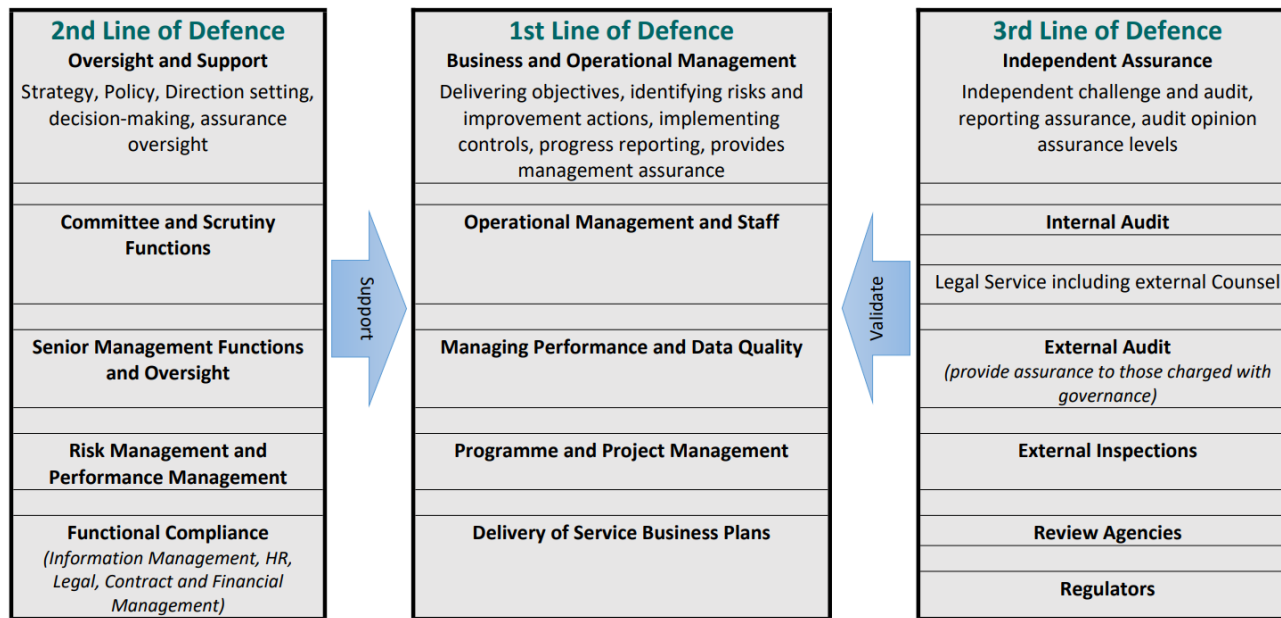 2nd Line of Defence
Oversight and Support
Strategy, Policy, Direction setting,
decision-making, assurance
oversight
Committee and Scrutiny
Functions
Senior Management Functions
and Oversight
Risk Management and
Performance Management
Functional Compliance
(Information Management, HR,
Legal, Contract and Financial
Management)
Support
1st Line of Defence
Business and Operational Management
Delivering objectives, identifying risks and
improvement actions, implementing
controls, progress reporting, provides
management assurance
Operational Management and Staff
Managing Performance and Data Quality
Programme and Project Management
Delivery of Service Business Plans
Validate
3rd Line of Defence
Independent Assurance
Independent challenge and audit,
reporting assurance, audit opinion
assurance levels
Internal Audit
Legal Service including external Counsel
External Audit
(provide assurance to those charged with
governance)
External Inspections
Review Agencies
Regulators